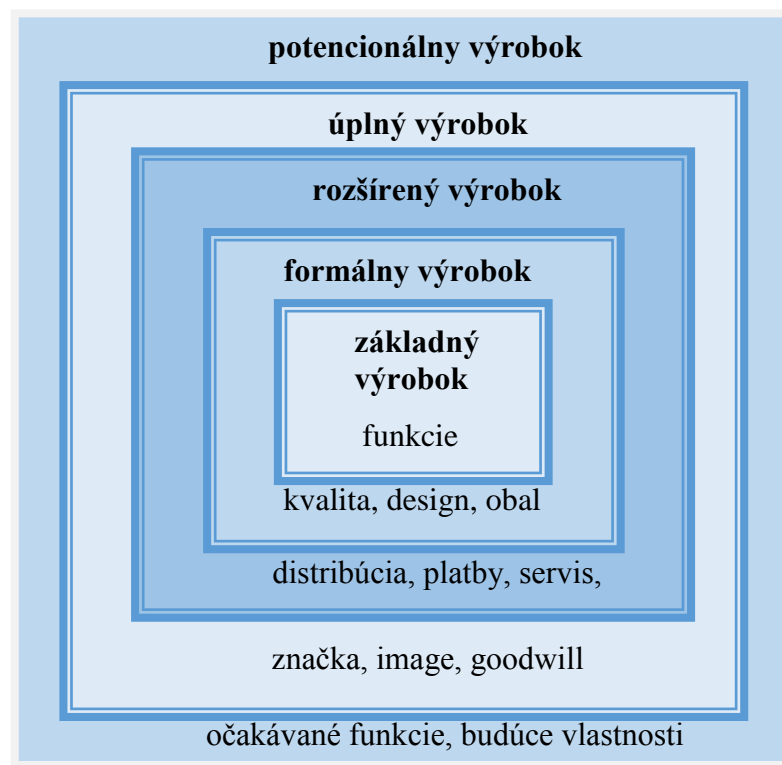 potencionálny výrobok
úplný výrobok
rozšírený výrobok
formálny výrobok
základný
výrobok
funkcie
kvalita, design, obal
distribúcia, platby, servis,
značka, image, goodwill
očakávané funkcie, budúce vlastnosti